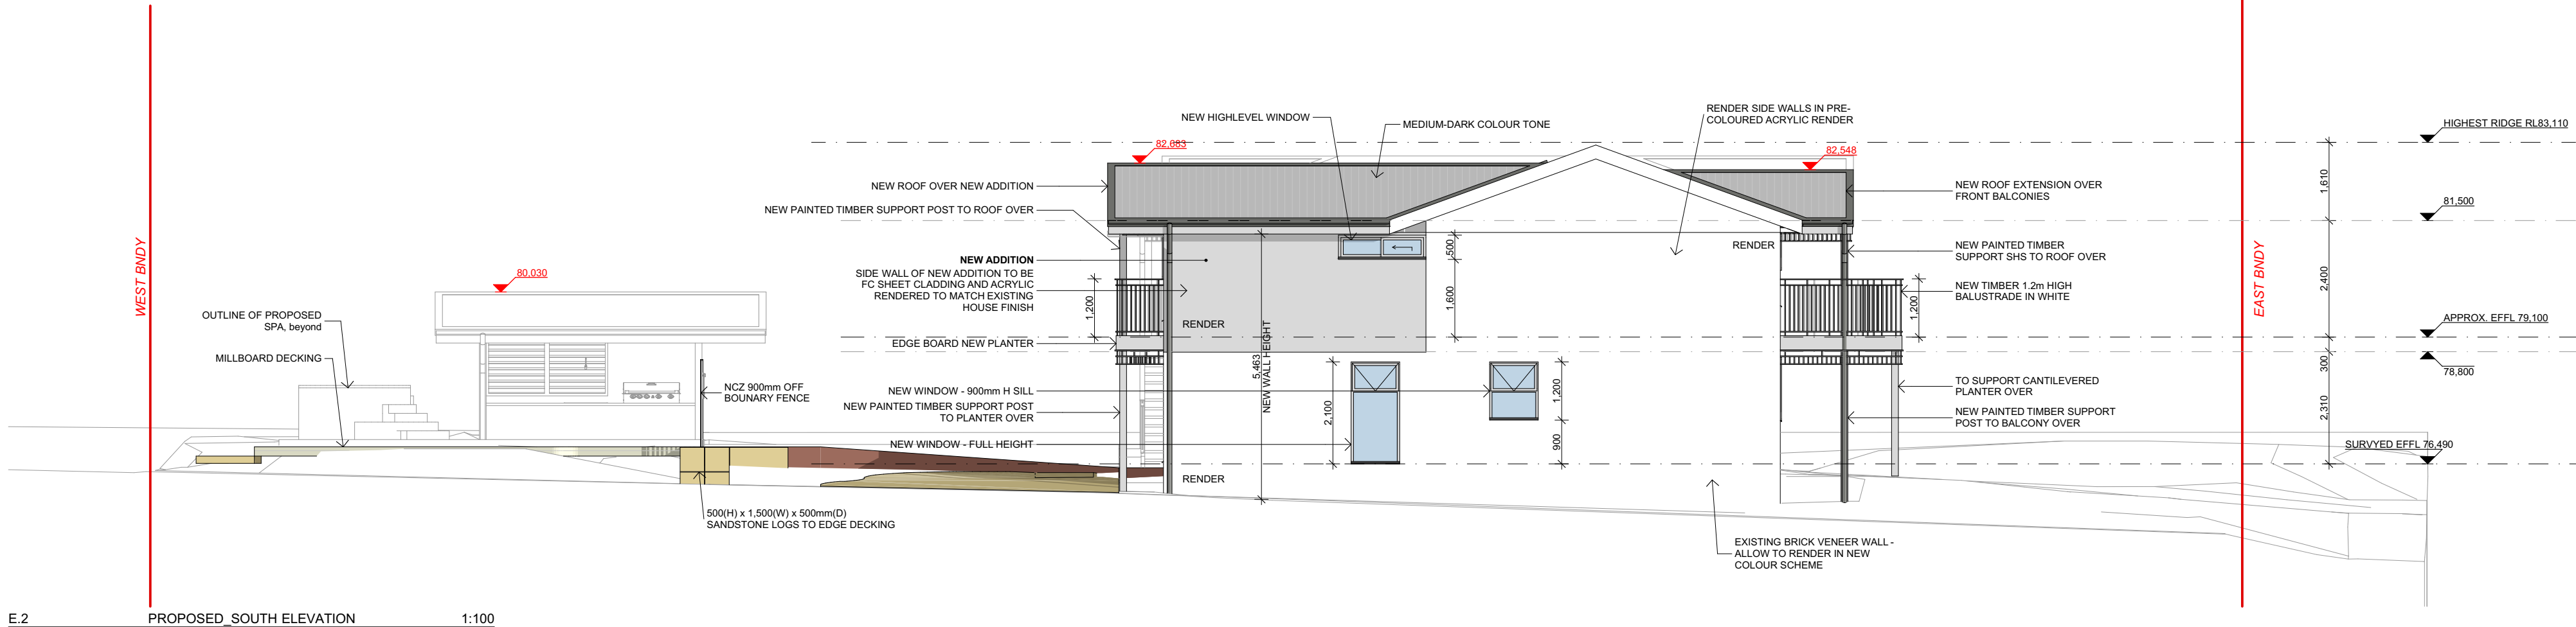 WEST BNDY
OUTLINE OF PROPOSED
SPA, beyond
MILLBOARD DECKING
80,030
NCZ 900mm OFF
BOUNARY FENCE
500(H) x 1,500(W) x 500mm(D)
SANDSTONE LOGS TO EDGE DECKING
NEW ROOF OVER NEW ADDITION
NEW PAINTED TIMBER SUPPORT POST TO ROOF OVER
NEW ADDITION
SIDE WALL OF NEW ADDITION TO BE
FC SHEET CLADDING AND ACRYLIC
RENDERED TO MATCH EXISTING
HOUSE FINISH
1,200
EDGE BOARD NEW PLANTER
NEW WINDOW - 900mm H SILL
NEW PAINTED TIMBER SUPPORT POST
TO PLANTER OVER
NEW WINDOW - FULL HEIGHT
82,683
NEW HIGHLEVEL WINDOW
MEDIUM-DARK COLOUR TONE
RENDER SIDE WALLS IN PRE-
COLOURED ACRYLIC RENDER
82,548
RENDER
RENDER
RENDER
5,463
NEW WALL HEIGHT
500
1,600
2,100
1,200
900
EXISTING BRICK VENEER WALL -
ALLOW TO RENDER IN NEW
COLOUR SCHEME
NEW ROOF EXTENSION OVER
FRONT BALCONIES
NEW PAINTED TIMBER
SUPPORT SHS TO ROOF OVER
NEW TIMBER 1.2m HIGH
BALUSTRADE IN WHITE
1,200
TO SUPPORT CANTILEVERED
PLANTER OVER
NEW PAINTED TIMBER SUPPORT
POST TO BALCONY OVER
EAST BNDY
1,610
2,400
300
2,310
HIGHEST RIDGE RL83,110
81,500
APPROX. EFFL 79,100
78,800
SURVYED EFFL 76,490
E.2 PROPOSED_SOUTH ELEVATION 1:100